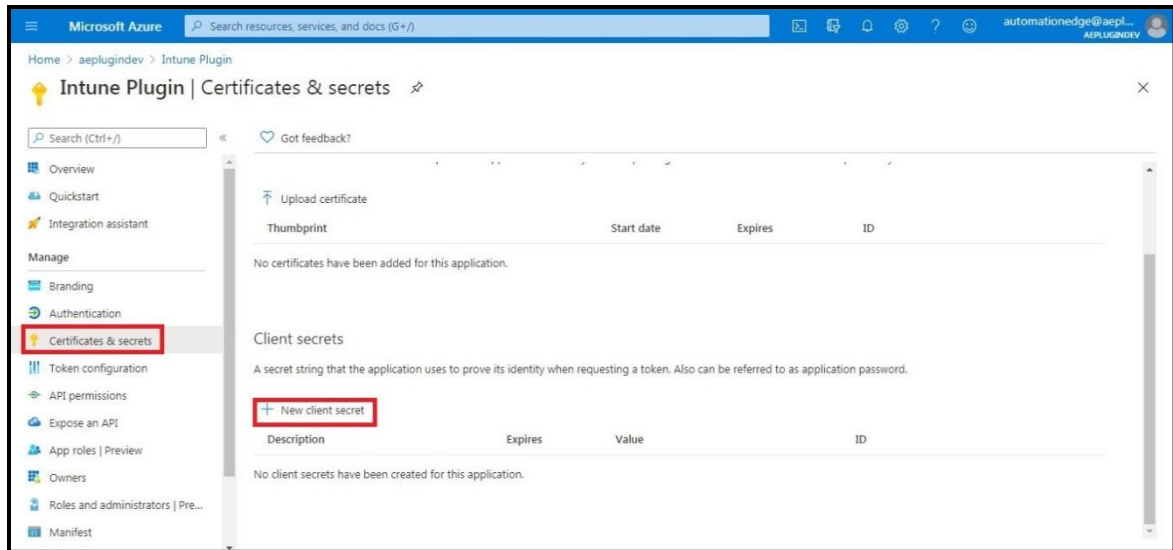 Microsoft Azure
Search resources, services, and docs (G+/)
automationedge@aepl...
AEPLUGINDEV
Home > aeplugindev > Intune Plugin
Intune Plugin | Certificates & secrets
Search (Ctrl+/)
Got feedback?
Overview
Quickstart
Integration assistant
Manage
Branding
Authentication
Certificates & secrets
Token configuration
API permissions
Expose an API
App roles | Preview
Owners
Roles and administrators | Pre...
Manifest
Upload certificate
Thumbprint Start date Expires ID
No certificates have been added for this application.
Client secrets
A secret string that the application uses to prove its identity when requesting a token. Also can be referred to as application password.
New client secret
Description Expires Value ID
No client secrets have been created for this application.